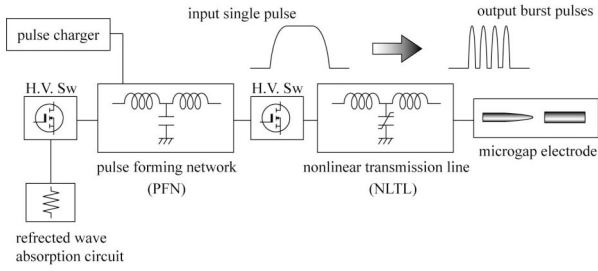 input single pulse
output burst pulses
pulse charger
H.V. Sw
H.V. Sw
pulse forming network
(PFN)
nonlinear transmission line
(NLTL)
microgap electrode
refrected wave
absorption circuit